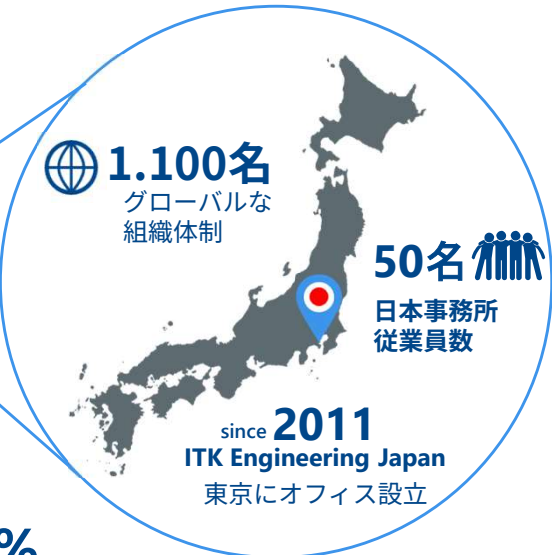 1.100名
グローバルな
組織体制
50名
日本事務所
従業員数
since 2011
ITK Engineering Japan
東京にオフィス設立
%